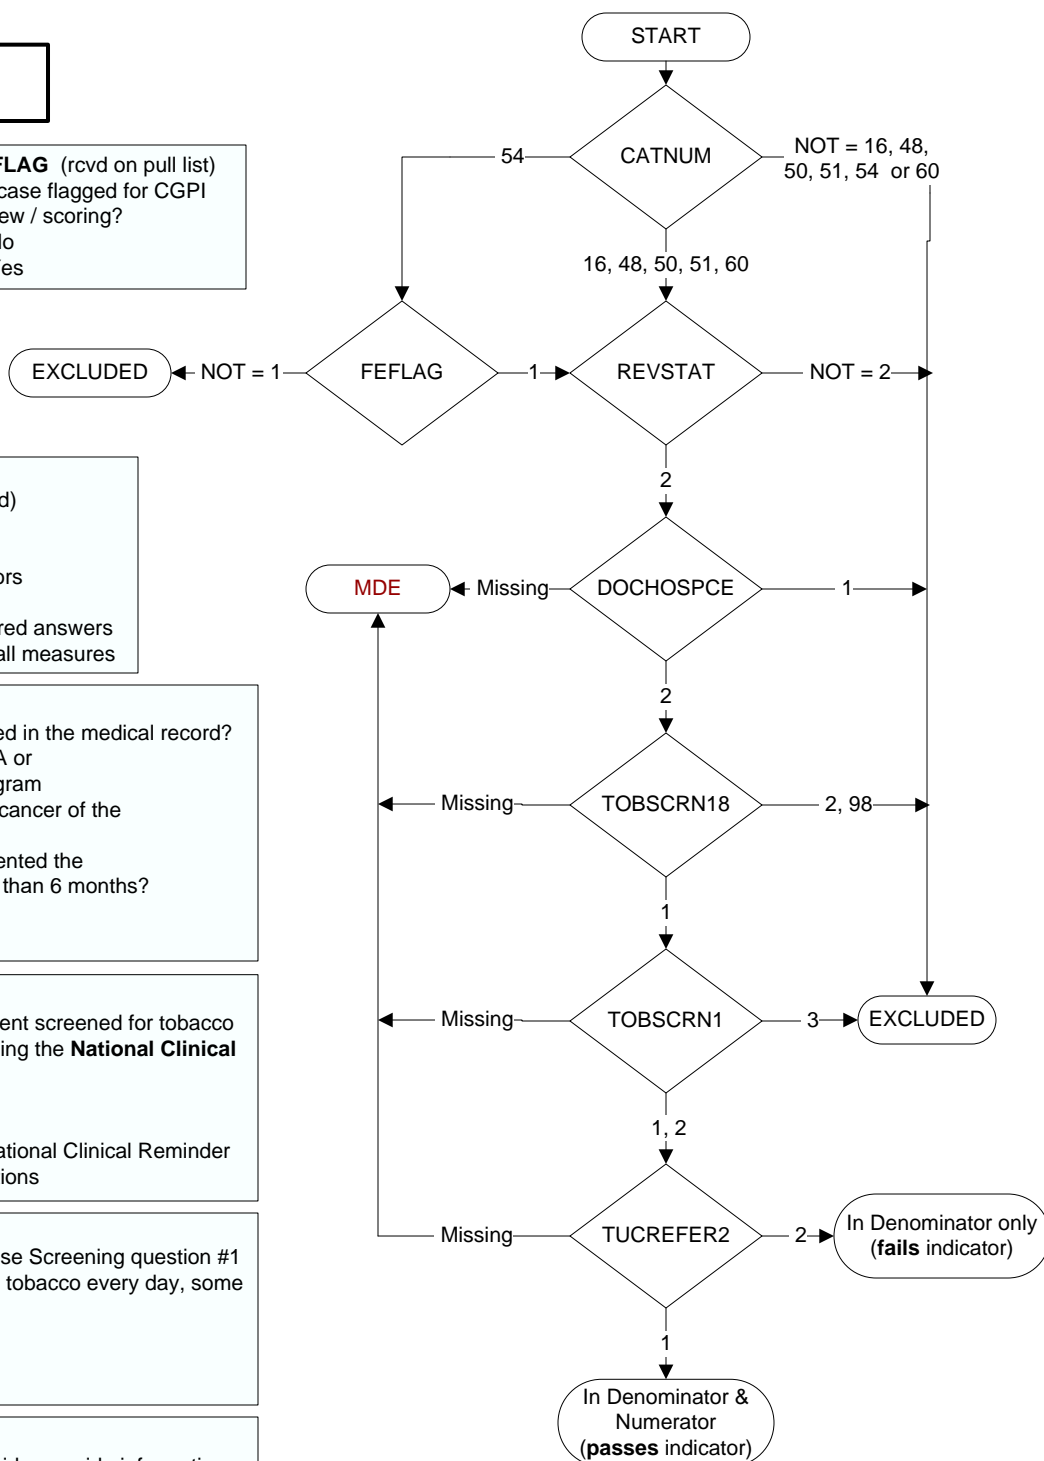 START
CATNUM
54
NOT = 16, 48,
50, 51, 54  or 60
16, 48, 50, 51, 60
FLAG  (rcvd on pull list)
case flagged for CGPI
ew / scoring?
EXCLUDED
NOT = 1
FEFLAG
1
REVSTAT
NOT = 2
2
d)
ors
red answers
all measures
MDE
Missing
DOCHOSPCE
1
2
ed in the medical record?
A or
gram
cancer of the
ented the
than 6 months?
Missing
TOBSCRN18
2, 98
1
ent screened for tobacco
ing the National Clinical
ational Clinical Reminder
ions
Missing
TOBSCRN1
3
EXCLUDED
1, 2
se Screening question #1
tobacco every day, some
Missing
TUCREFER2
2
In Denominator only
(fails indicator)
1
In Denominator &
Numerator
(passes indicator)